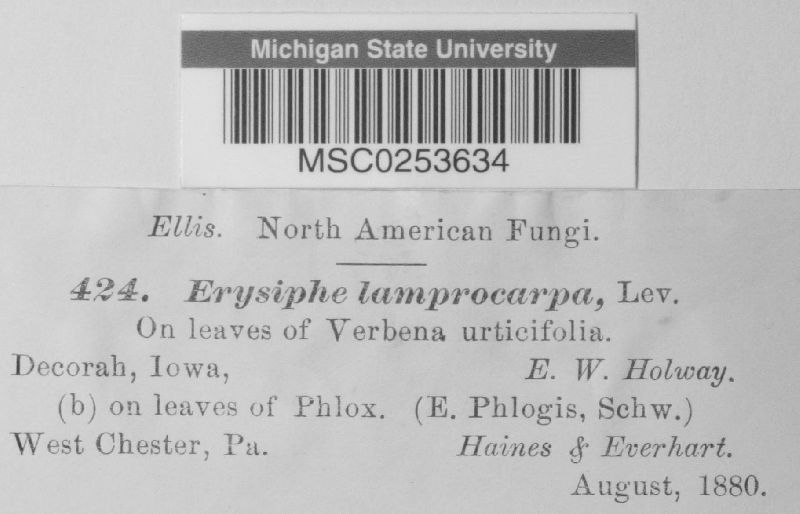 Michigan State University
MSC0253634
Ellis. North American Fungi.
424. Erysiphe lamprocarpa, Lev.
On leaves of Verbena urticifolia.
Decorah, Iowa, E. W. Holway.
(b) on leaves of Phlox. (E. Phlogis, Schw.)
West Chester, Pa. Haines & Everhart.
August, 1880.